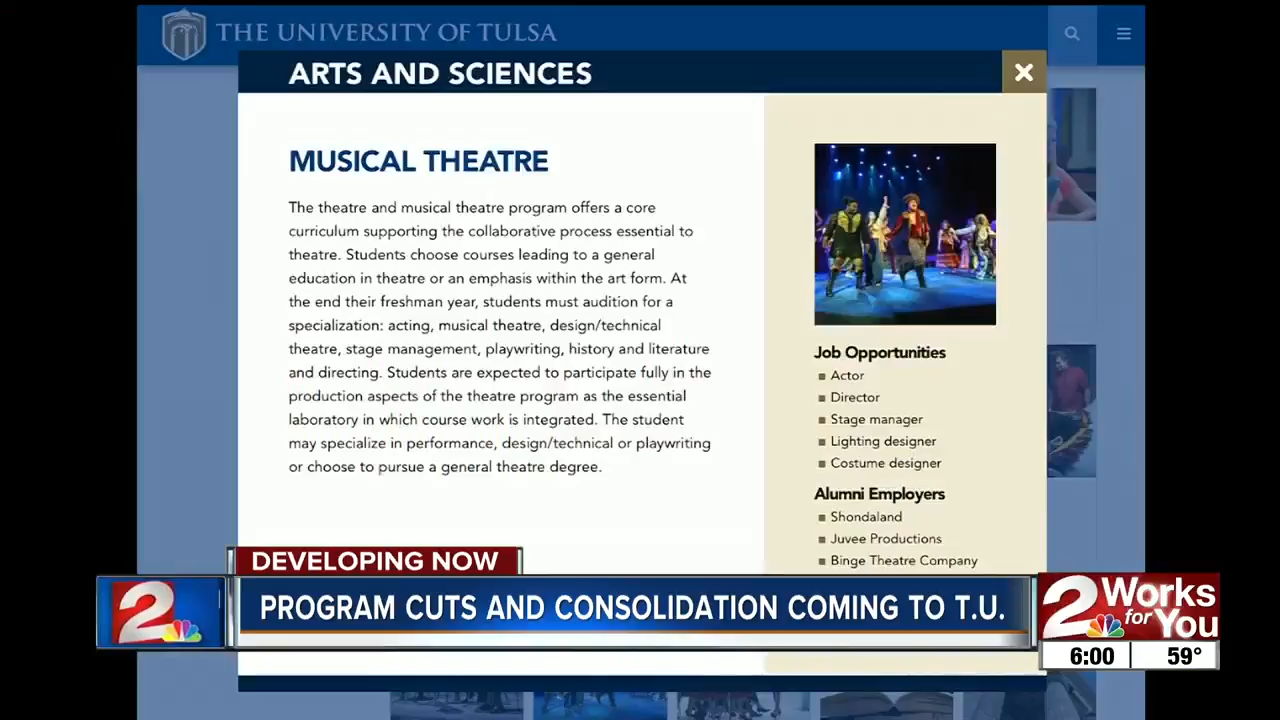 THE UNIVERSITY OF TULSA
ARTS AND SCIENCES
MUSICAL THEATRE
The theatre and musical theatre program offers a core
curriculum supporting the collaborative process essential to
theatre. Students choose courses leading to a general
education in theatre or an emphasis within the art form. At
the end their freshman year, students must audition for a
specialization: acting, musical theatre, design/technical
theatre, stage management, playwriting, history and literature
and directing. Students are expected to participate fully in the
production aspects of the theatre program as the essential
laboratory in which course work is integrated. The student
may specialize in performance, design/technical or playwriting
or choose to pursue a general theatre degree.
Job Opportunities
Actor
Director
Stage manager
Lighting designer
Costume designer
Alumni Employers
Shondaland
Juvee Productions
Binge Theatre Company
DEVELOPING NOW
2
PROGRAM CUTS AND CONSOLIDATION COMING TO T.U.
2 Works for You
6:00 59°